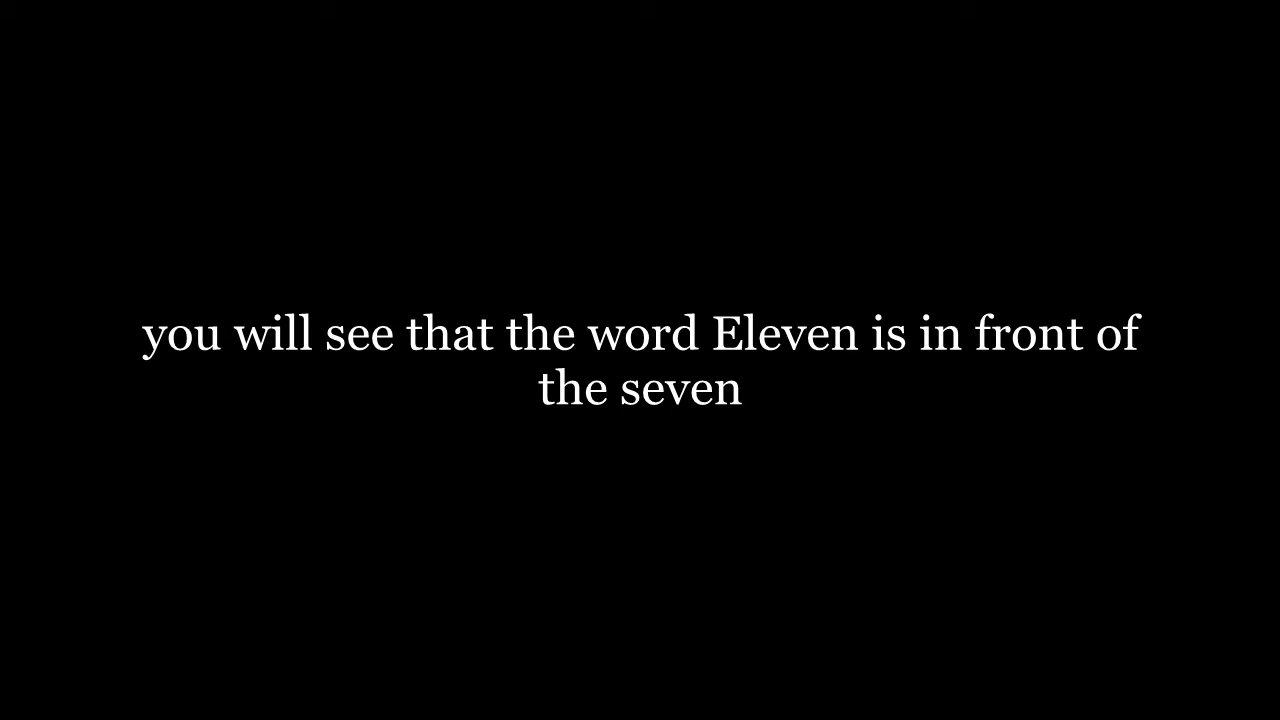 you will see that the word Eleven is in front of
the seven